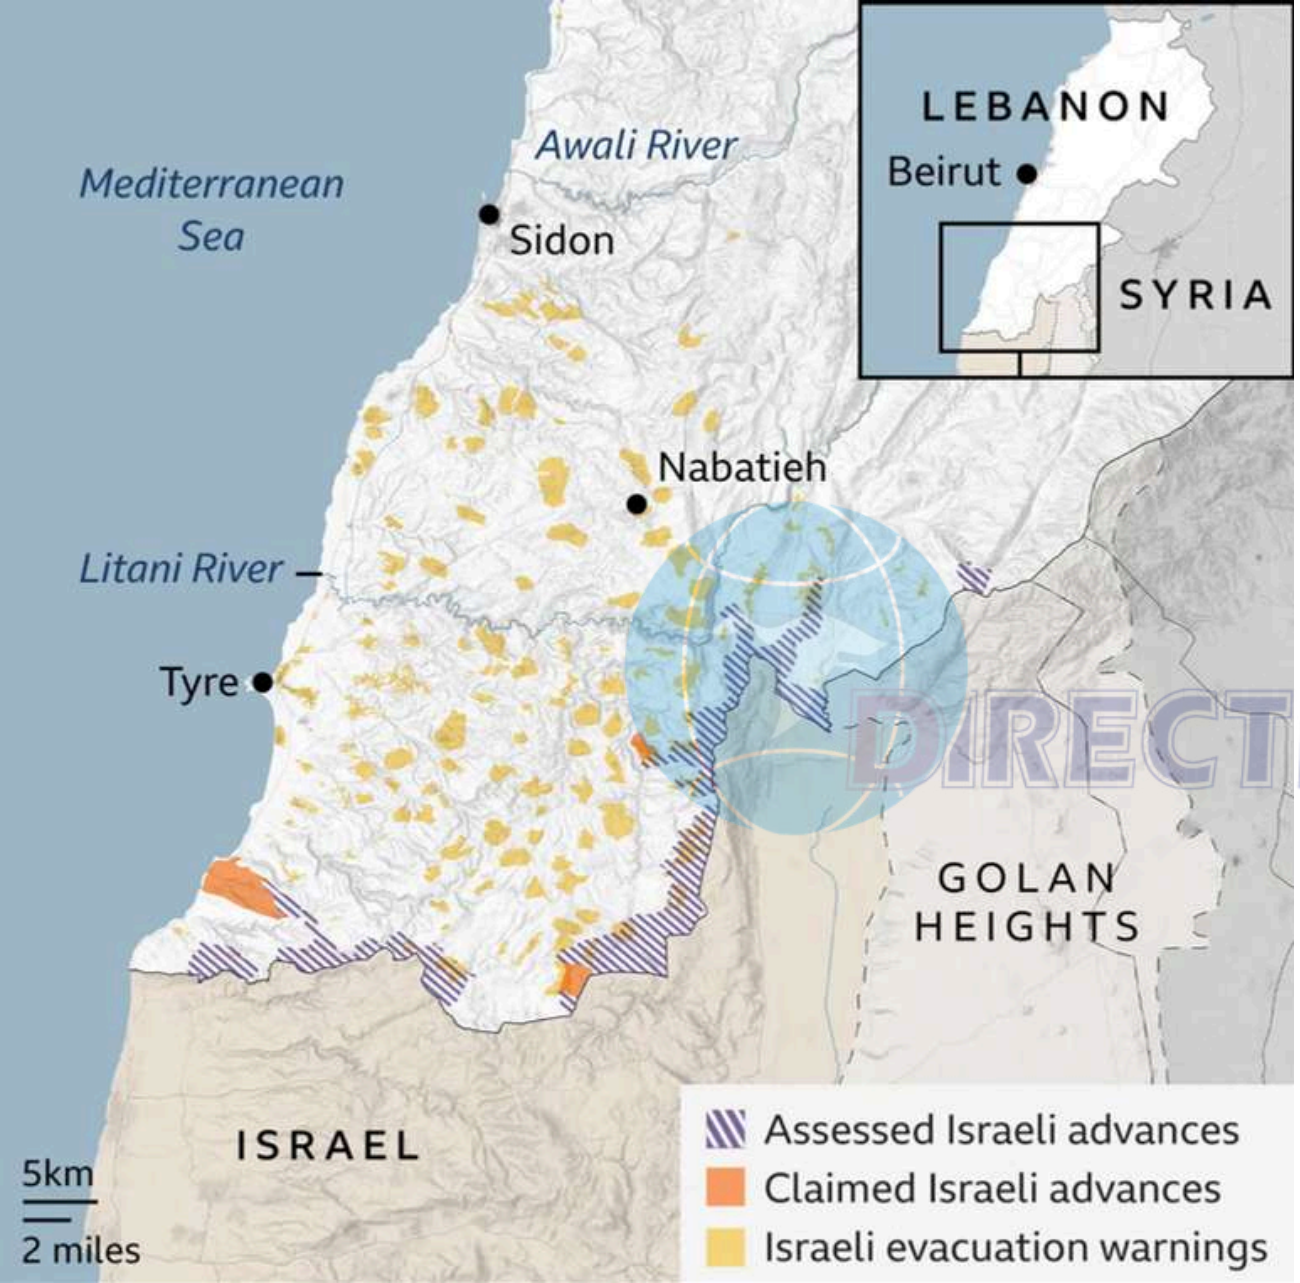 LEBANON
Beirut
SYRIA
Awali River
Mediterranean
Sea
Sidon
Nabatieh
Litani River
Tyre
DIRECT
GOLAN
HEIGHTS
ISRAEL
5km
2 miles
Assessed Israeli advances
Claimed Israeli advances
Israeli evacuation warnings